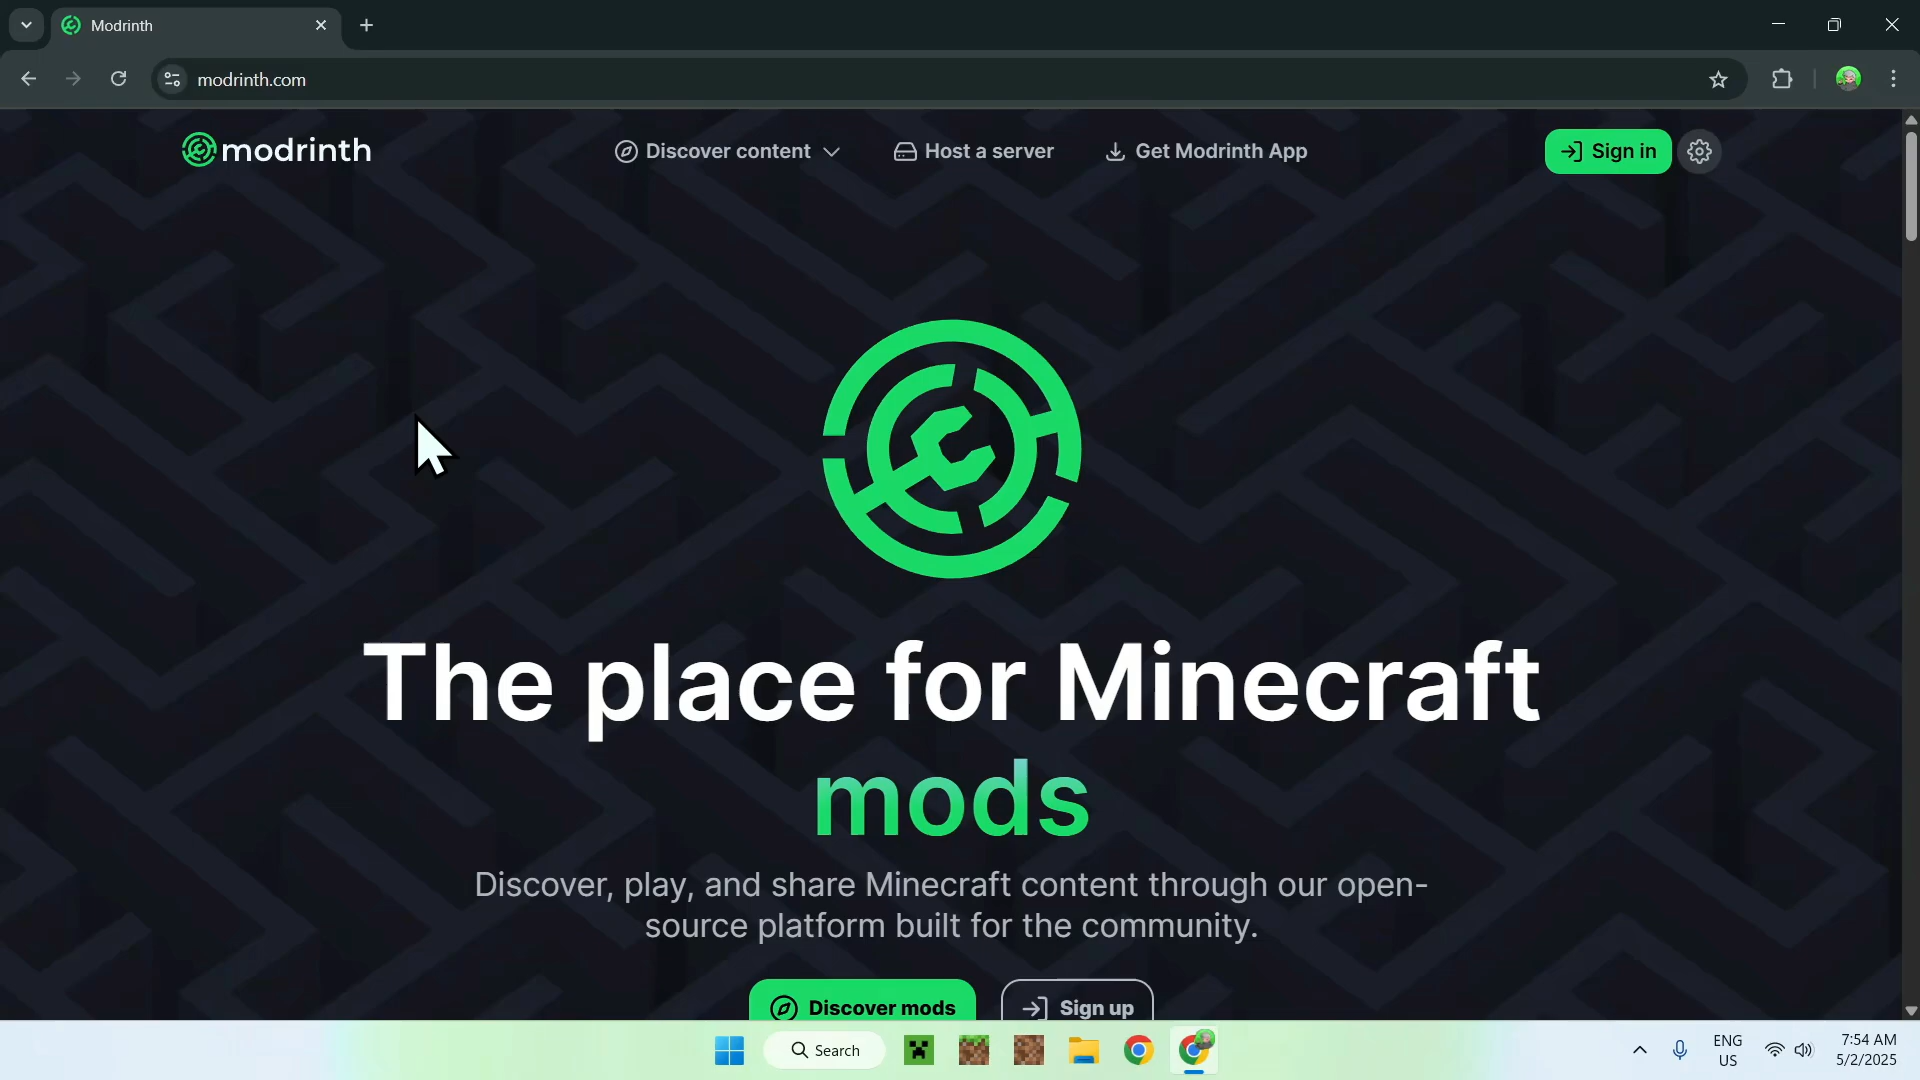 Modrinth
modrinth.com
modrinth
Discover content
Host a server
Get Modrinth App
Sign in
The place for Minecraft
mods
Discover, play, and share Minecraft content through our open-
source platform built for the community.
Discover mods
Sign up
Search
ENG
US
7:54 AM
5/2/2025